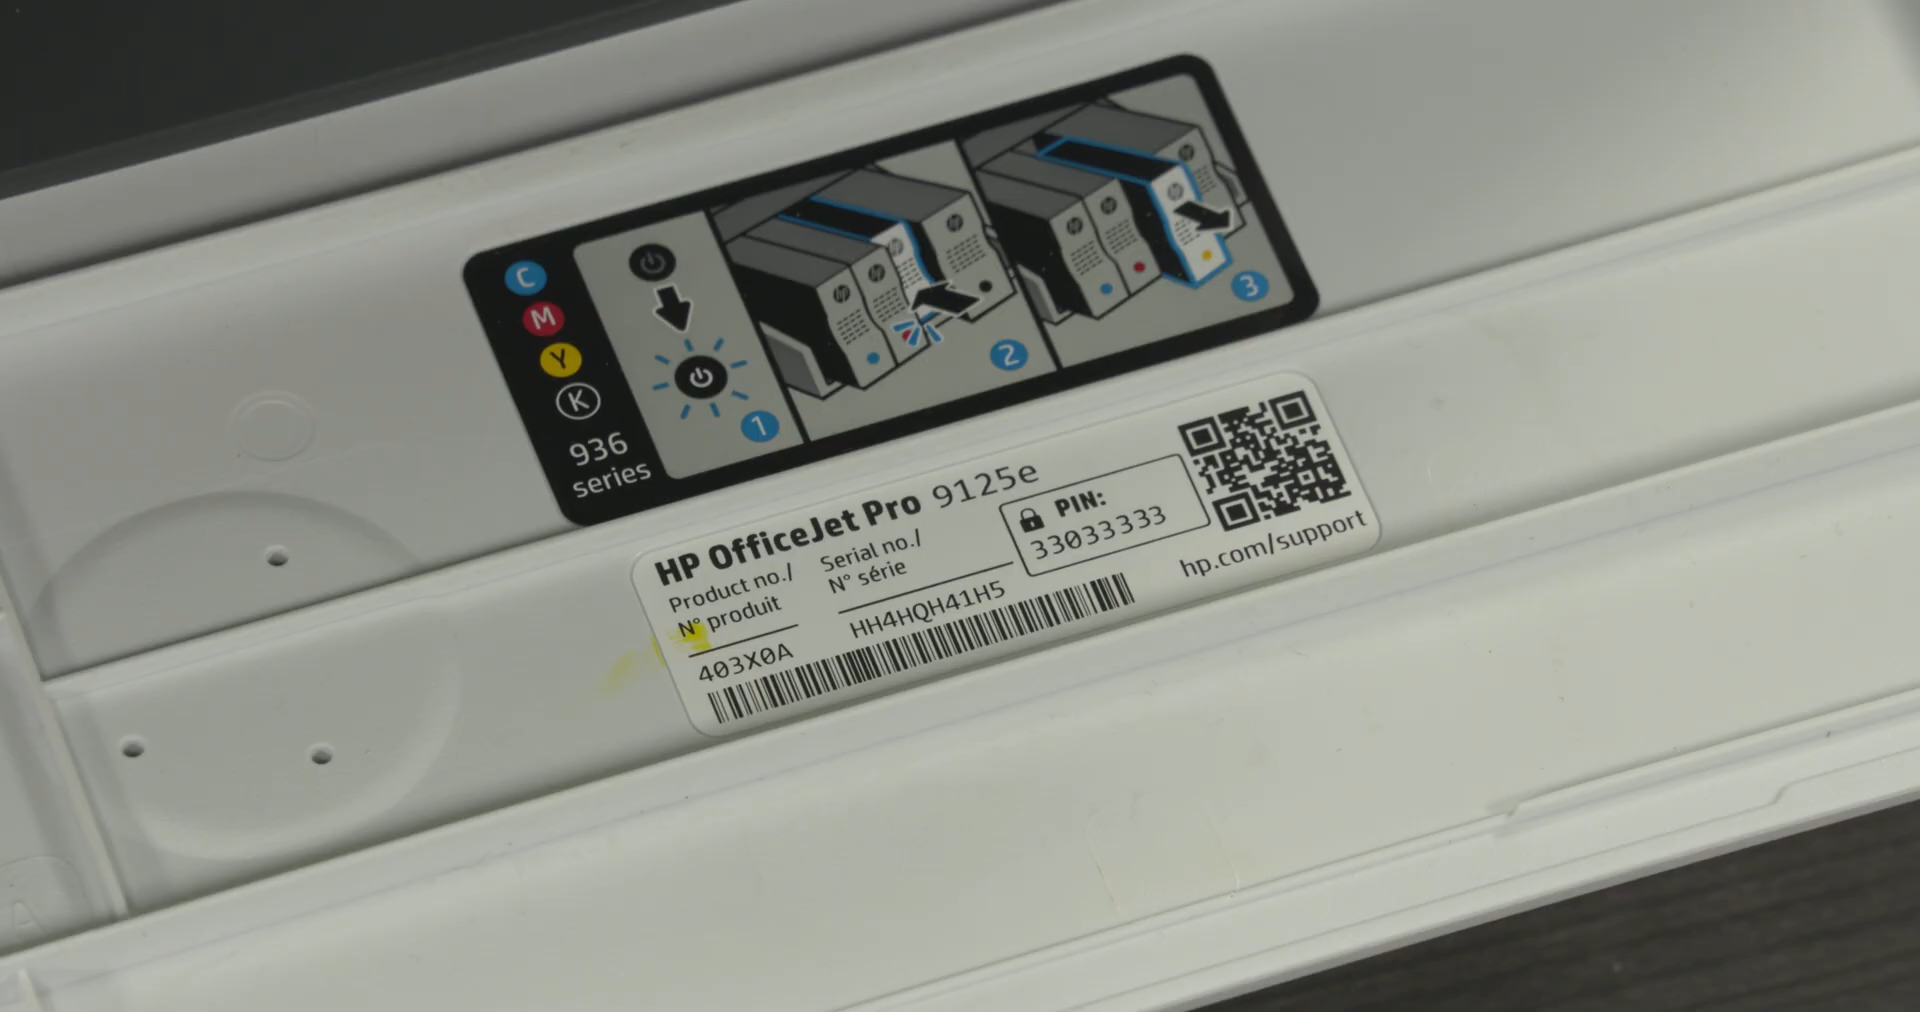 C
M
Y
K
936
series
1
2
3
HP OfficeJet Pro 9125e
Product no./
N° produit
403X0A
Serial no./
N° série
HH4HQH41H5
PIN:
33033333
hp.com/support
A